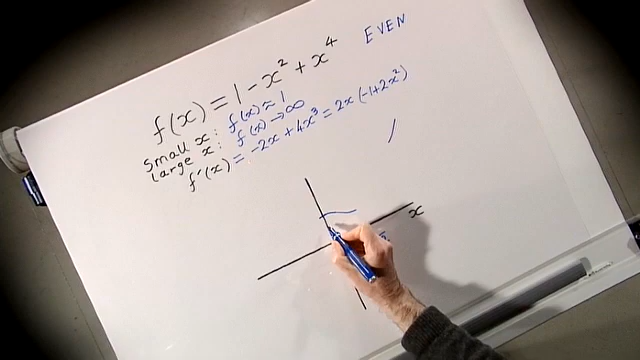 f(x) = 1 - x² + x⁴ EVEN
small x: f(x) ≈ 1
large x: f(x) → ∞
f'(x) = -2x + 4x³ = 2x(-1+2x²)
x